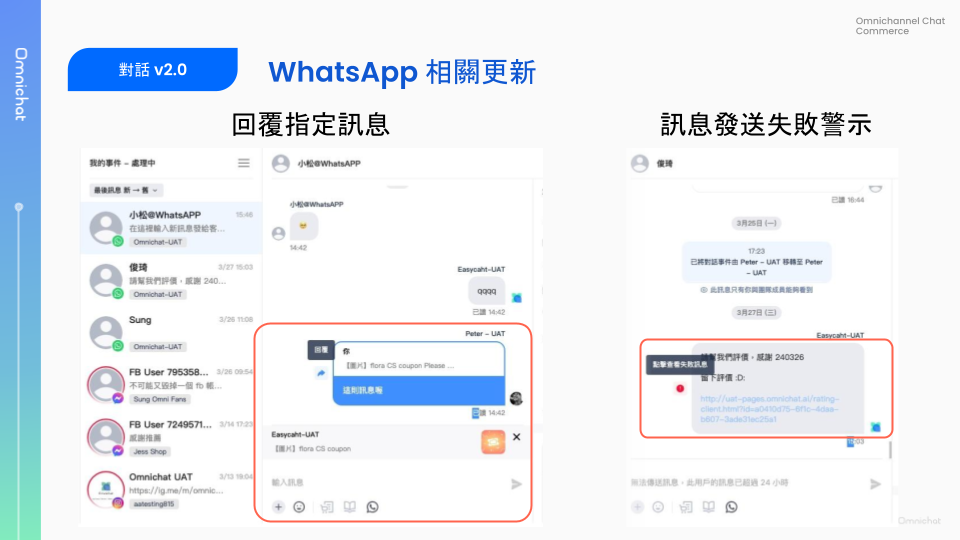 Omnichannel Chat
Commerce
Omnichat
對話 v2.0
WhatsApp 相關更新
回覆指定訊息
訊息發送失敗警示
我的事件 – 處理中
最後訊息 新 → 舊
小松@WhatsAPP
15:46
在這裡輸入新訊息發給客...
Omnichat-UAT
俊琦
3/27 15:03
請幫我們評價，感謝 240...
Omnichat-UAT
Sung
3/26 11:08
Omnichat-UAT
FB User 795358...
3/26 09:54
不可能又毀掉一個 fb 帳...
Sung Omni Fans
FB User 7249571...
3/14 17:23
感謝推薦
Jess Shop
Omnichat UAT
3/13 19:04
https://ig.me/m/omnic...
aatesting615
小松@WhatsAPP
小松@WhatsAPP
14:42
Easycaht-UAT
qqqq
已讀 14:42
Peter – UAT
回覆
你
【圖片】flora CS coupon Please ...
這則訊息喔
已讀 14:42
Easycaht-UAT
【圖片】flora CS coupon
輸入訊息
俊琦
已讀 16:44
3月25日 (一)
17:23
已將對話事件由 Peter – UAT 移轉至 Peter
– UAT
此訊息只有你與團隊成員能夠看到
3月27日 (三)
Easycaht-UAT
請幫我們評價，感謝 240326
點擊查看失敗訊息
留下評價 :D:
http://uat-pages.omnichat.ai/rating-
client.html?id=a0410d75-6f1c-4daa-
b607-3ade31ec25a1
15:03
無法傳送訊息，此用戶的訊息已超過 24 小時
Omnichat